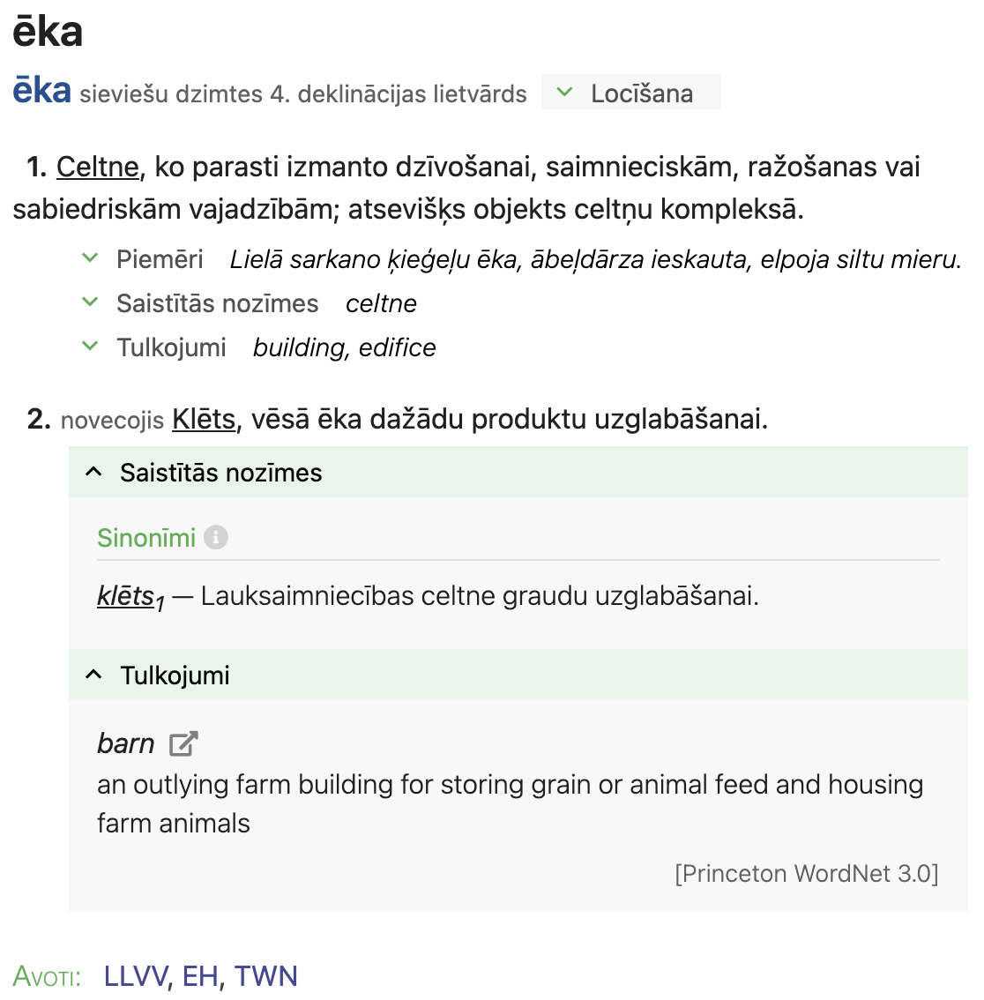 ēka
ēka sieviešu dzimtes 4. deklinācijas lietvārds Locīšana
1. Celtne, ko parasti izmanto dzīvošanai, saimnieciskām, ražošanas vai
sabiedriskām vajadzībām; atsevišķs objekts celtņu kompleksā.
Piemēri Lielā sarkano ķieģeļu ēka, ābeļdārza ieskauta, elpoja siltu mieru.
Saistītās nozīmes celtne
Tulkojumi building, edifice
2. novecojis Klēts, vēsā ēka dažādu produktu uzglabāšanai.
Saistītās nozīmes
Sinonīmi
klēts1 — Lauksaimniecības celtne graudu uzglabāšanai.
Tulkojumi
barn
an outlying farm building for storing grain or animal feed and housing
farm animals
[Princeton WordNet 3.0]
Avoti: LLVV, EH, TWN